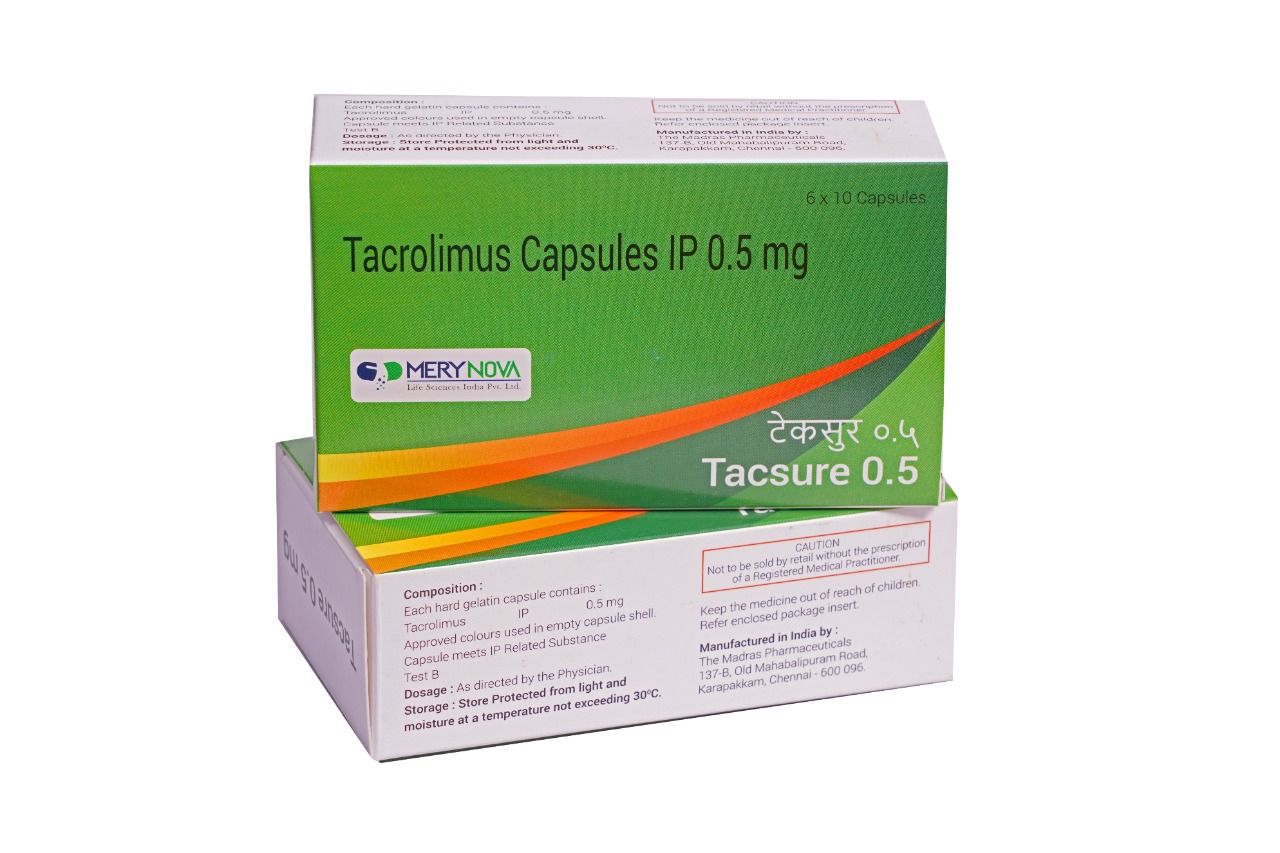 Composition :
Each hard gelatin capsule contains :
Tacrolimus IP 0.5 mg
Approved colours used in empty capsule shell.
Capsule meets IP Related Substance
Test B
Dosage : As directed by the Physician.
Storage : Store Protected from light and
moisture at a temperature not exceeding 30°C.
CAUTION
Not to be sold by retail without the prescription
of a Registered Medical Practitioner.
Keep the medicine out of reach of children.
Refer enclosed package insert.
Manufactured in India by :
The Madras Pharmaceuticals
137-B, Old Mahabalipuram Road,
Karapakkam, Chennai - 600 096.
6 x 10 Capsules
Tacrolimus Capsules IP 0.5 mg
MERYNOVA
Life Sciences India Pvt. Ltd.
टेकसुर ०.५
Tacsure 0.5
Tacsure 0.5 mg
Composition :
Each hard gelatin capsule contains :
Tacrolimus IP 0.5 mg
Approved colours used in empty capsule shell.
Capsule meets IP Related Substance
Test B
Dosage : As directed by the Physician.
Storage : Store Protected from light and
moisture at a temperature not exceeding 30°C.
CAUTION
Not to be sold by retail without the prescription
of a Registered Medical Practitioner.
Keep the medicine out of reach of children.
Refer enclosed package insert.
Manufactured in India by :
The Madras Pharmaceuticals
137-B, Old Mahabalipuram Road,
Karapakkam, Chennai - 600 096.